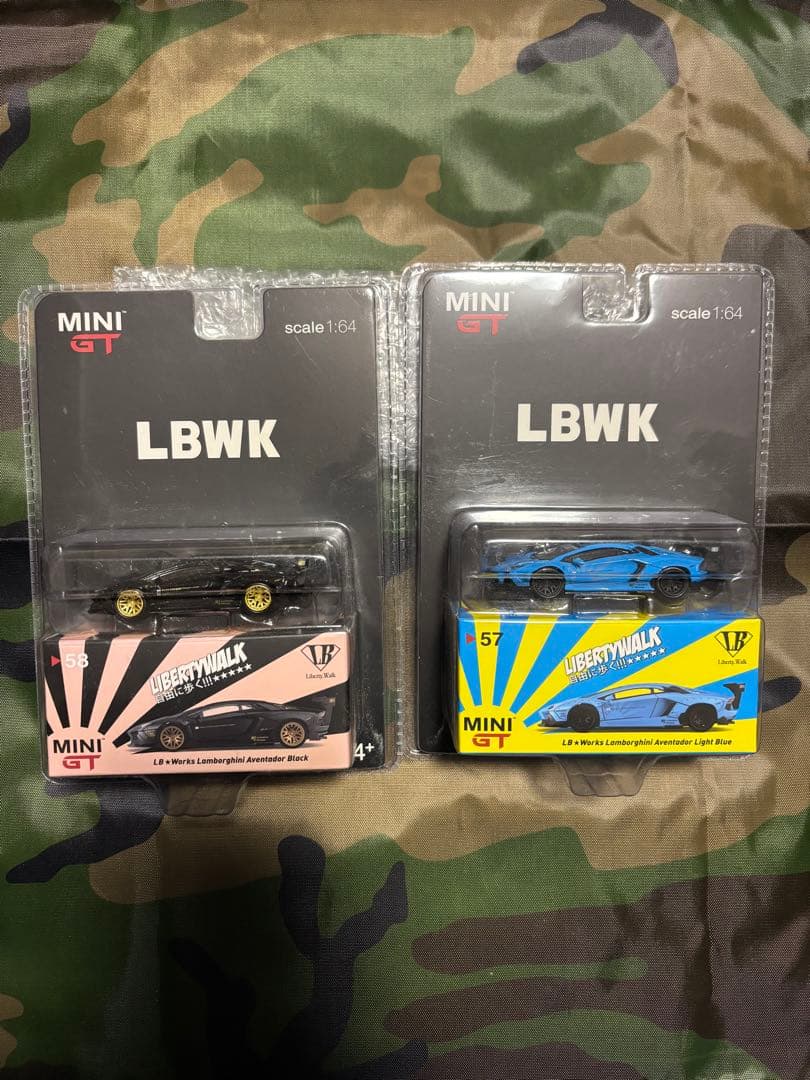 MINI
GT
scale 1:64
LBWK
58
LIBERTYWALK
自由に歩く!!!★★★★★
LB
Liberty Walk
MINI
GT
LB★Works Lamborghini Aventador Black
4+
MINI
GT
scale 1:64
LBWK
57
LIBERTYWALK
自由に歩く!!!★★★★★
LB
Liberty Walk
MINI
GT
LB★Works Lamborghini Aventador Light Blue